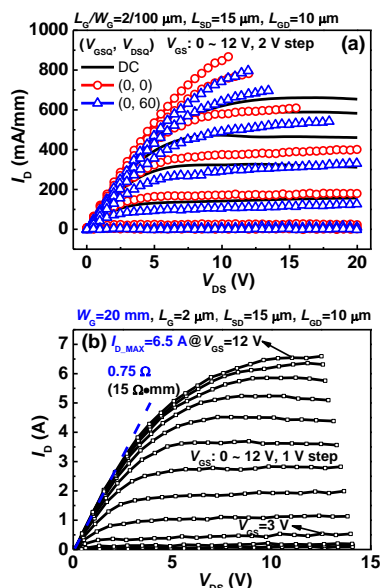 L_G/W_G=2/100 μm, L_SD=15 μm, L_GD=10 μm
(V_GSQ, V_DSQ) V_GS: 0 ~ 12 V, 2 V step (a)
DC
(0, 0)
(0, 60)
800
600
400
200
0
I_D (mA/mm)
0 5 10 15 20
V_DS (V)
W_G=20 mm, L_G=2 μm, L_SD=15 μm, L_GD=10 μm
(b) I_D_MAX=6.5 A@V_GS=12 V
0.75 Ω
(15 Ω•mm)
V_GS: 0 ~ 12 V, 1 V step
V_GS=3 V
7
6
5
4
3
2
1
0
I_D (A)
0 5 10 15
V_DS (V)